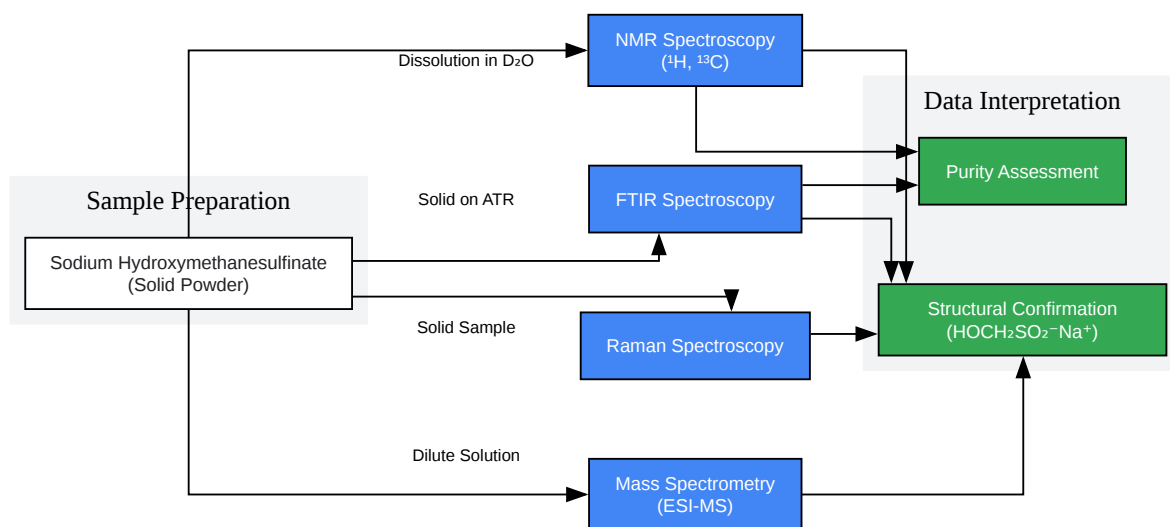 NMR Spectroscopy
(¹H, ¹³C)
Dissolution in D₂O
Data Interpretation
Purity Assessment
Sample Preparation
Solid on ATR
FTIR Spectroscopy
Sodium Hydroxymethanesulfinate
(Solid Powder)
Structural Confirmation
(HOCH₂SO₂⁻Na⁺)
Solid Sample
Raman Spectroscopy
Dilute Solution
Mass Spectrometry
(ESI-MS)